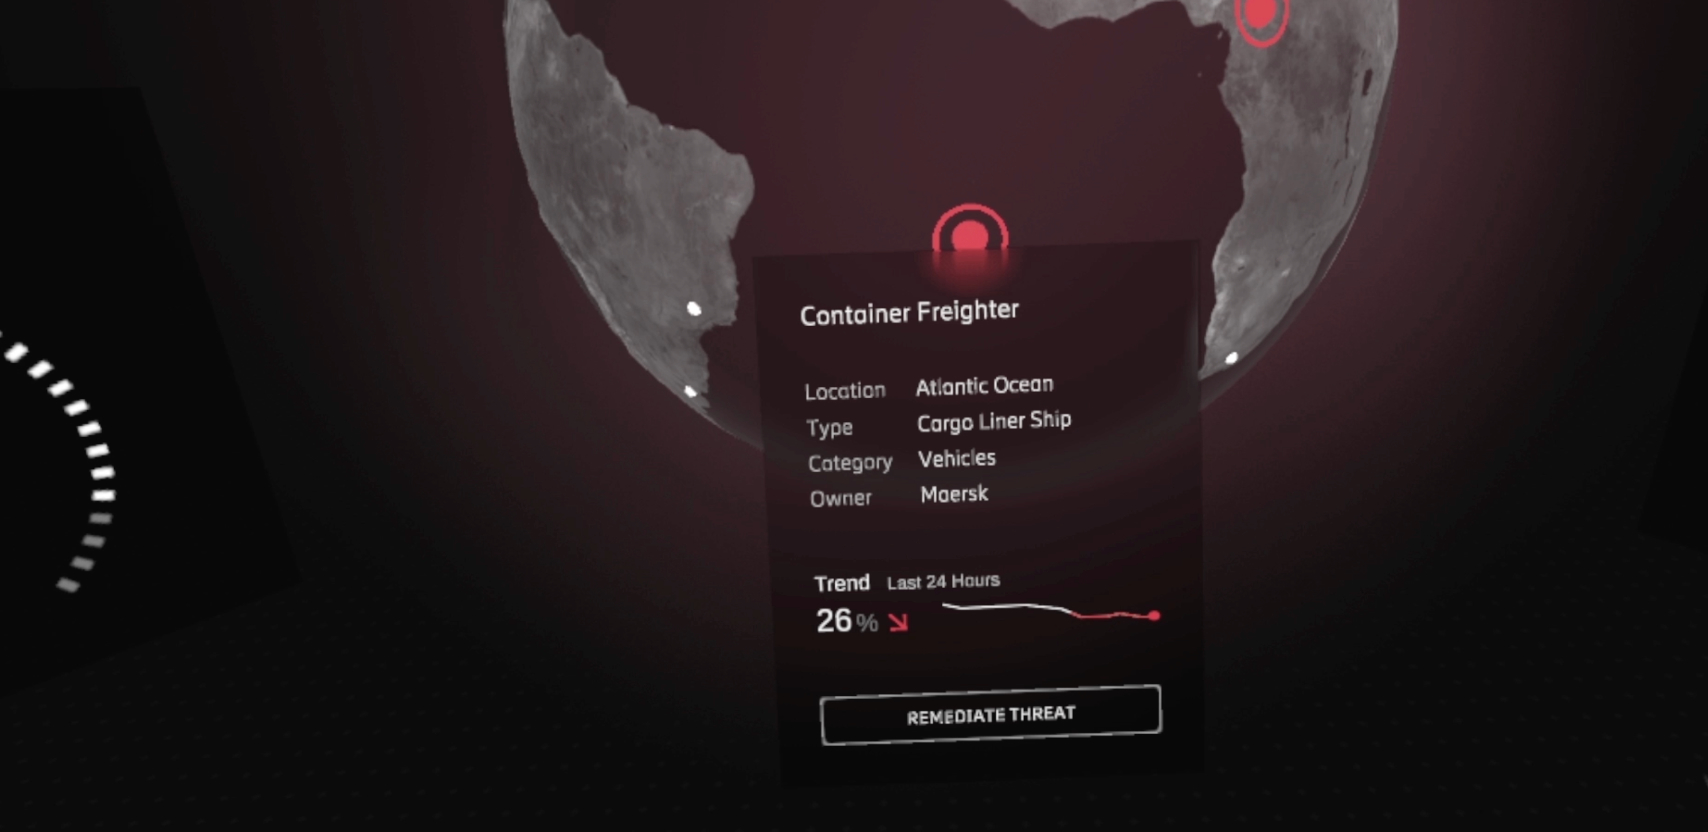 Container Freighter
Location Atlantic Ocean
Type Cargo Liner Ship
Category Vehicles
Owner Maersk
Trend Last 24 Hours
26%
REMEDIATE THREAT